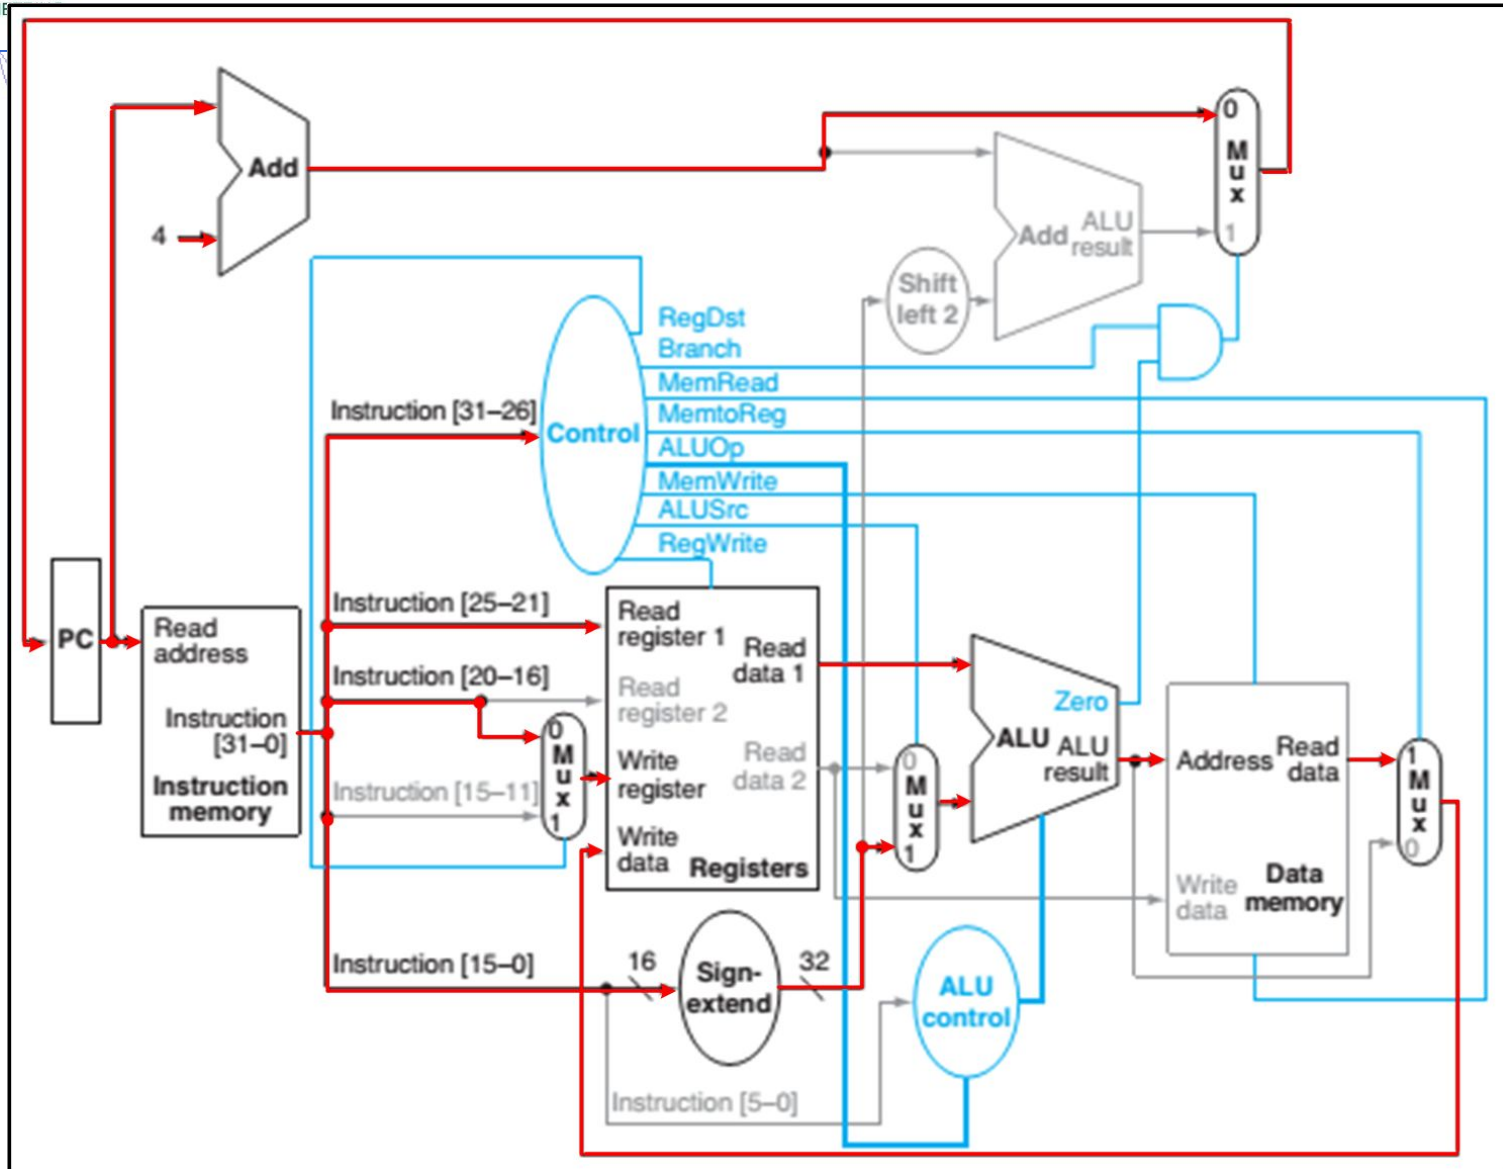 0
M
u
x
1
Add
4
Add
ALU
result
Shift
left 2
RegDst
Branch
MemRead
MemtoReg
ALUOp
MemWrite
ALUSrc
RegWrite
Control
Instruction [31–26]
Instruction [25–21]
Instruction [20–16]
Instruction [15–11]
Instruction [15–0]
Instruction [5–0]
PC
Read
address
Instruction
[31–0]
Instruction
memory
0
M
u
x
1
Read
register 1
Read
register 2
Write
register
Write
data
Read
data 1
Read
data 2
Registers
0
M
u
x
1
Zero
ALU
ALU
result
Address
Read
data
Write
data
Data
memory
1
M
u
x
0
16
Sign-
extend
32
ALU
control